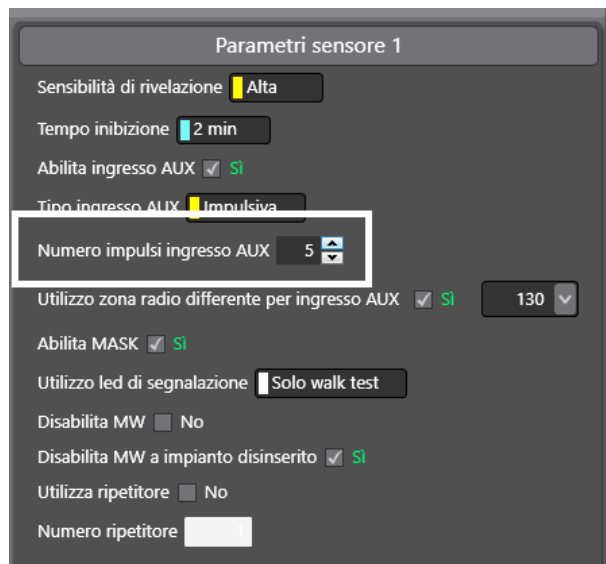 Parametri sensore 1
Sensibilità di rivelazione Alta
Tempo inibizione 2 min
Abilita ingresso AUX Sì
Tipo ingresso AUX Impulsiva
Numero impulsi ingresso AUX 5
Utilizzo zona radio differente per ingresso AUX Sì 130
Abilita MASK Sì
Utilizzo led di segnalazione Solo walk test
Disabilita MW No
Disabilita MW a impianto disinserito Sì
Utilizza ripetitore No
Numero ripetitore 1